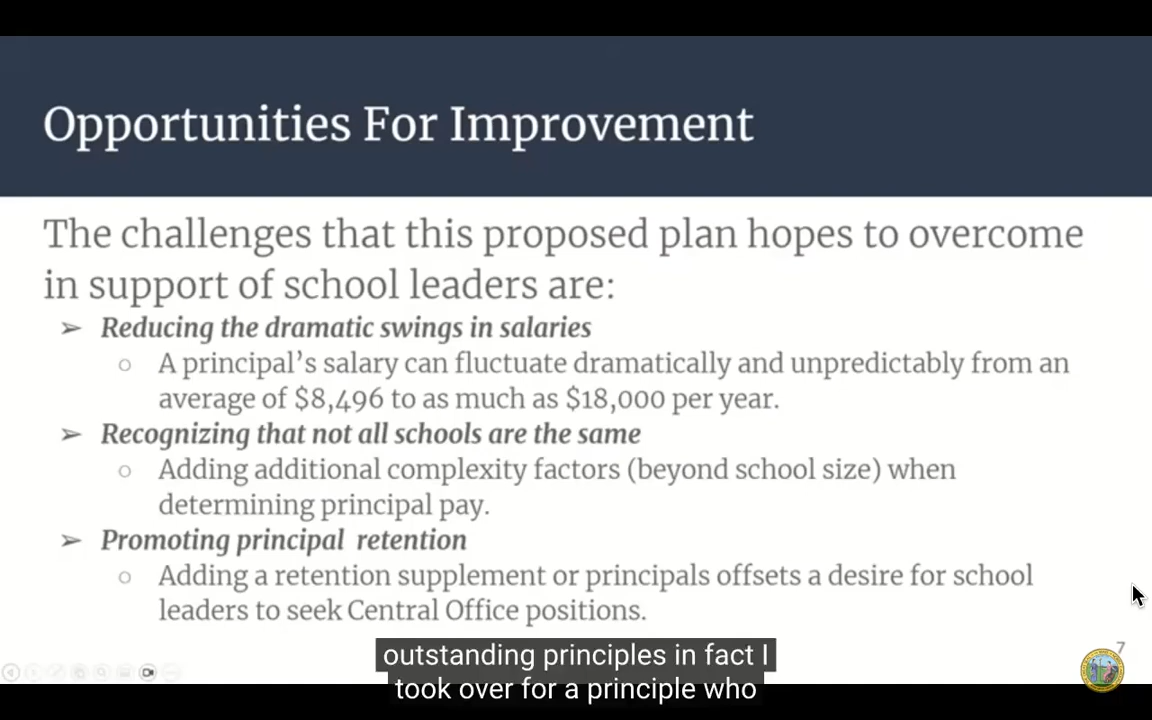 Opportunities For Improvement
The challenges that this proposed plan hopes to overcome
in support of school leaders are:
➢ Reducing the dramatic swings in salaries
○ A principal’s salary can fluctuate dramatically and unpredictably from an
average of $8,496 to as much as $18,000 per year.
➢ Recognizing that not all schools are the same
○ Adding additional complexity factors (beyond school size) when
determining principal pay.
➢ Promoting principal retention
○ Adding a retention supplement or principals offsets a desire for school
leaders to seek Central Office positions.
7
outstanding principles in fact I
took over for a principle who